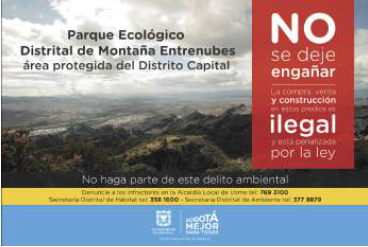 Parque Ecológico
Distrital de Montaña Entrenubes
área protegida del Distrito Capital
NO
se deje
engañar
La compra, venta
y construcción
en estos predios es
ilegal
y está penalizada
por la ley
No haga parte de este delito ambiental
Denuncie a los infractores en la Alcaldía Local de Usme tel: 769 3100
Secretaría Distrital de Hábitat tel: 358 1600 - Secretaría Distrital de Ambiente tel: 377 8879
BOGOTÁ
MEJOR
PARA TODOS